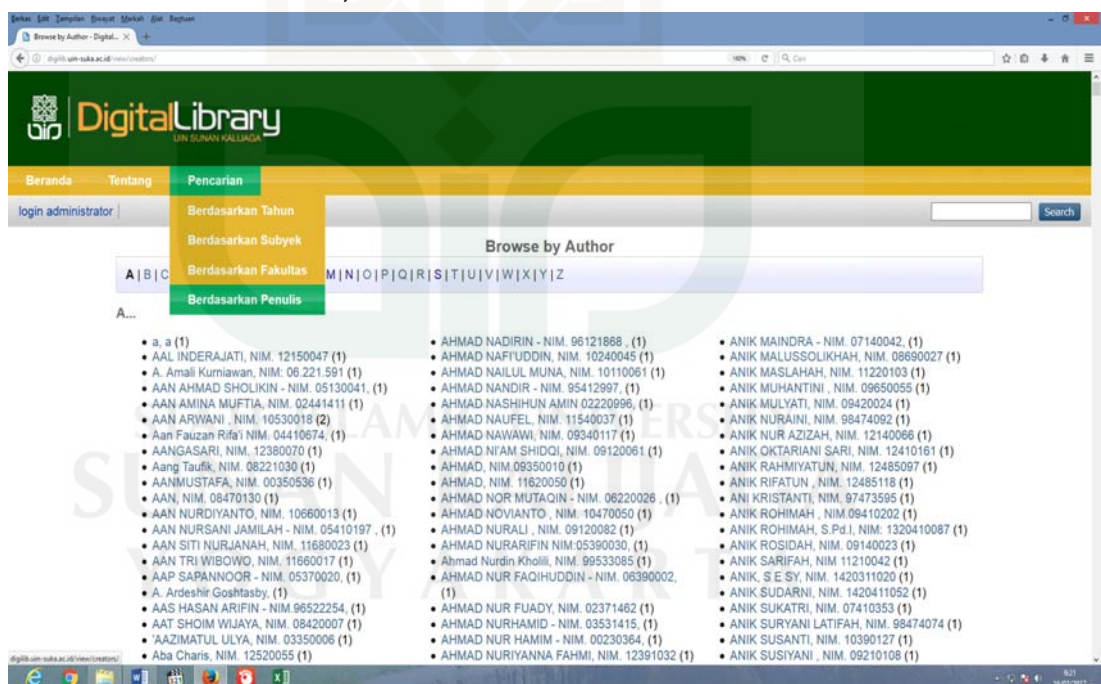 Berkas Edit Tampilan Riwayat Markah Alat Bantuan
Browse by Author - Digital...
digilib.uin-suka.ac.id/view/creators/
Cari
UIN
DigitalLibrary
UIN SUNAN KALIJAGA
Beranda Tentang Pencarian
login administrator
Search
Berdasarkan Tahun
Berdasarkan Subyek
Berdasarkan Fakultas
Berdasarkan Penulis
Browse by Author
A | B | C
M | N | O | P | Q | R | S | T | U | V | W | X | Y | Z
A...
• a, a (1)
• AAL INDERAJATI, NIM. 12150047 (1)
• A. Amali Kurniawan, NIM: 06.221.591 (1)
• AAN AHMAD SHOLIKIN - NIM. 05130041, (1)
• AAN AMINA MUFTIA, NIM. 02441411 (1)
• AAN ARWANI , NIM. 10530018 (2)
• Aan Fauzan Rifa'i NIM. 04410674, (1)
• AANGASARI, NIM. 12380070 (1)
• Aang Taufik, NIM. 08221030 (1)
• AANMUSTAFA, NIM. 00350536 (1)
• AAN, NIM. 08470130 (1)
• AAN NURDIYANTO, NIM. 10660013 (1)
• AAN NURSANI JAMILAH - NIM. 05410197 , (1)
• AAN SITI NURJANAH, NIM. 11680023 (1)
• AAN TRI WIBOWO, NIM. 11660017 (1)
• AAP SAPANNOOR - NIM. 05370020, (1)
• A. Ardeshir Goshtasby, (1)
• AAS HASAN ARIFIN - NIM.96522254, (1)
• AAT SHOIM WIJAYA, NIM. 08420007 (1)
• 'AAZIMATUL ULYA, NIM. 03350006 (1)
• Aba Charis, NIM. 12520055 (1)
• AHMAD NADIRIN - NIM. 96121868 , (1)
• AHMAD NAFI'UDDIN, NIM. 10240045 (1)
• AHMAD NAILUL MUNA, NIM. 10110061 (1)
• AHMAD NANDIR - NIM. 95412997, (1)
• AHMAD NASHIHUN AMIN 02220996, (1)
• AHMAD NAUFEL, NIM. 11540037 (1)
• AHMAD NAWAWI, NIM. 09340117 (1)
• AHMAD NI'AM SHIDQI, NIM. 09120061 (1)
• AHMAD, NIM.09350010 (1)
• AHMAD, NIM. 11620050 (1)
• AHMAD NOR MUTAQIN - NIM. 06220026 , (1)
• AHMAD NOVIANTO , NIM. 10470050 (1)
• AHMAD NURALI , NIM. 09120082 (1)
• AHMAD NURARIFIN NIM:05390030, (1)
• Ahmad Nurdin Kholili, NIM. 99533085 (1)
• AHMAD NUR FAQIHUDDIN - NIM. 06390002,
(1)
• AHMAD NUR FUADY, NIM. 02371462 (1)
• AHMAD NURHAMID - NIM. 03531415, (1)
• AHMAD NUR HAMIM - NIM. 00230364, (1)
• AHMAD NURIYANNA FAHMI, NIM. 12391032 (1)
• ANIK MAINDRA - NIM. 07140042, (1)
• ANIK MALUSSOLIKHAH, NIM. 08690027 (1)
• ANIK MASLAHAH, NIM. 11220103 (1)
• ANIK MUHANTINI , NIM. 09650055 (1)
• ANIK MULYATI, NIM. 09420024 (1)
• ANIK NURAINI, NIM. 98474092 (1)
• ANIK NUR AZIZAH, NIM. 12140066 (1)
• ANIK OKTARIANI SARI, NIM. 12410161 (1)
• ANIK RAHMIYATUN, NIM. 12485097 (1)
• ANIK RIFATUN , NIM. 12485118 (1)
• ANI KRISTANTI, NIM. 97473595 (1)
• ANIK ROHIMAH , NIM.09410202 (1)
• ANIK ROHIMAH, S.Pd.I, NIM: 1320410087 (1)
• ANIK ROSIDAH, NIM. 09140023 (1)
• ANIK SARIFAH, NIM 11210042 (1)
• ANIK, S.E SY, NIM. 1420311020 (1)
• ANIK SUDARNI, NIM. 1420411052 (1)
• ANIK SUKATRI, NIM. 07410353 (1)
• ANIK SURYANI LATIFAH, NIM. 98474074 (1)
• ANIK SUSANTI, NIM. 10390127 (1)
• ANIK SUSIYANI , NIM. 09210108 (1)
digilib.uin-suka.ac.id/view/creators/
9:21